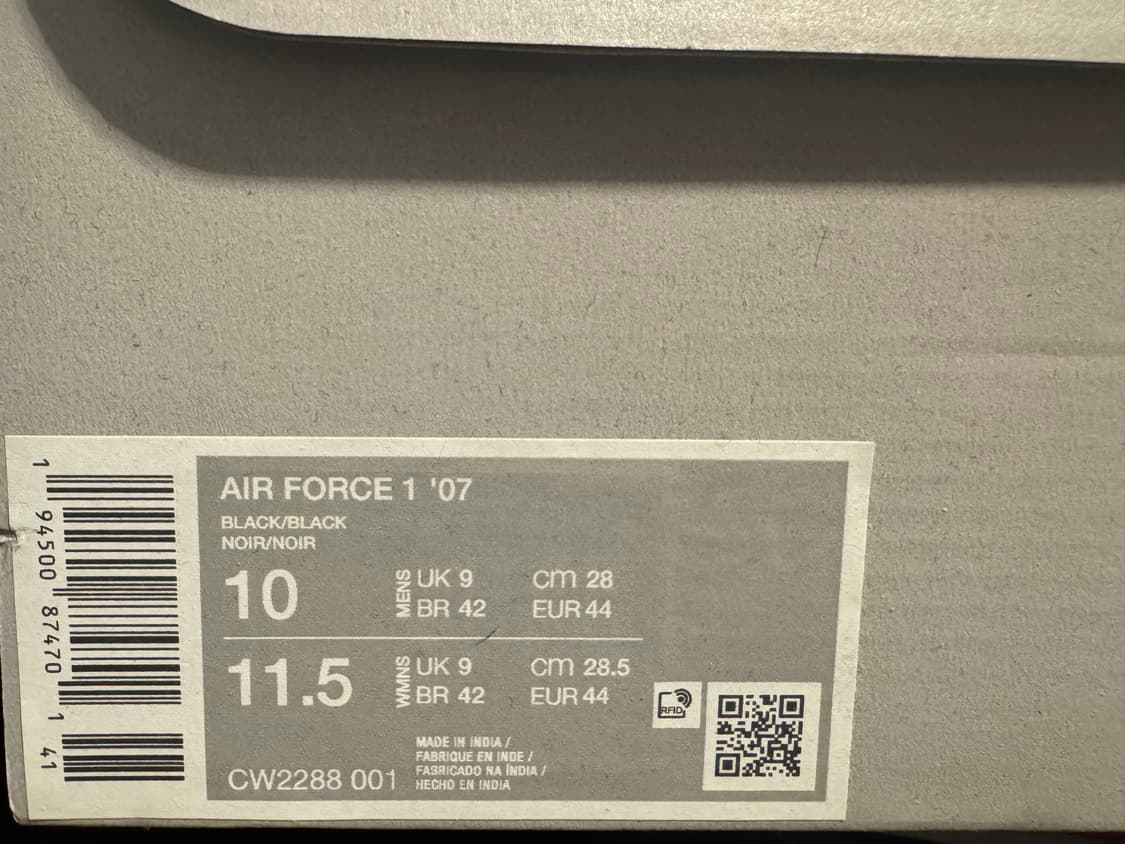 AIR FORCE 1 '07
BLACK/BLACK
NOIR/NOIR
10
MENS
UK 9 cm 28
BR 42 EUR 44
11.5
WMNS
UK 9 cm 28.5
BR 42 EUR 44
RFID
MADE IN INDIA /
FABRIQUE EN INDE /
FABRICADO NA ÍNDIA /
HECHO EN INDIA
CW2288 001
1 94500 87470 1 41